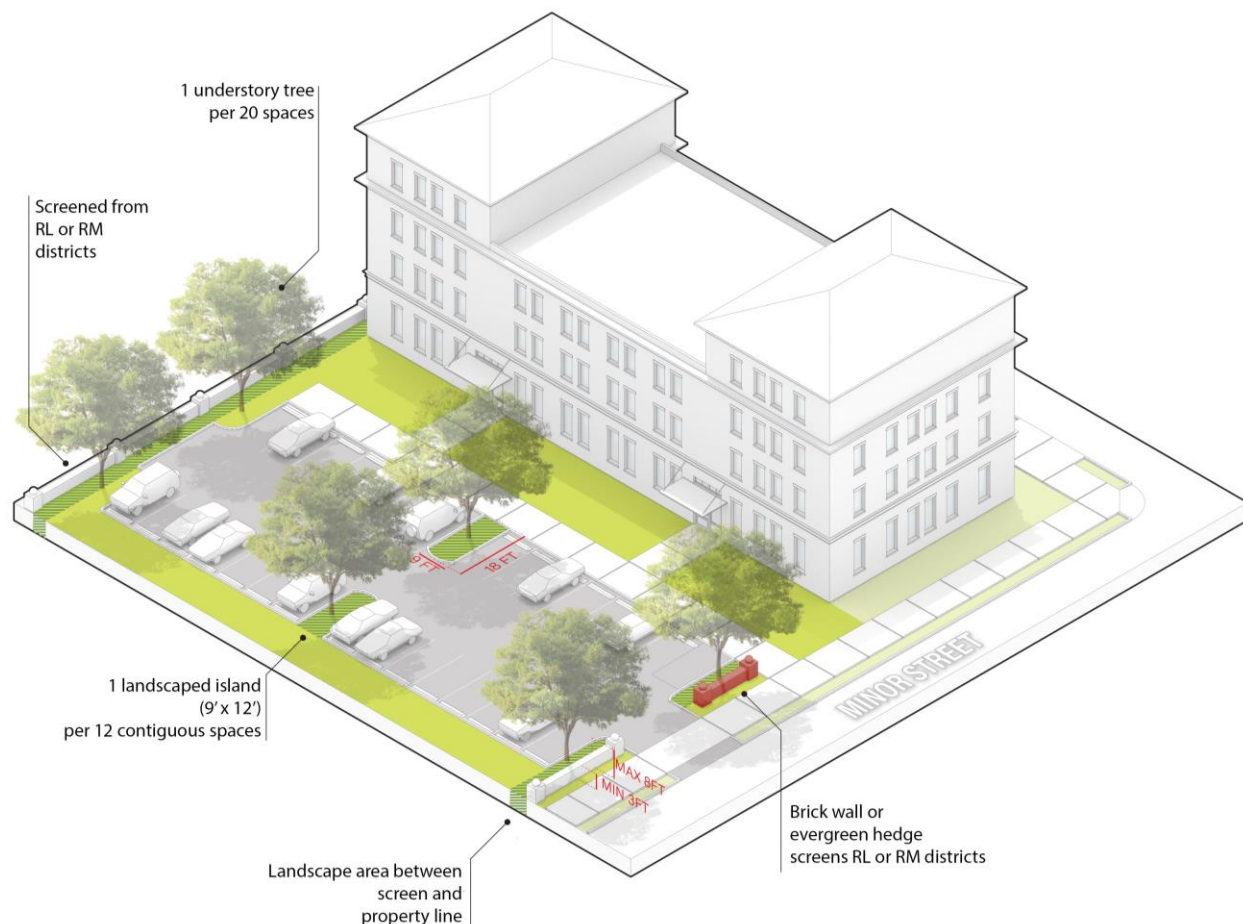 1 understory tree
per 20 spaces
Screened from
RL or RM
districts
9 FT
18 FT
1 landscaped island
(9' x 12')
per 12 contiguous spaces
MINOR STREET
MAX 8FT
MIN 3FT
Brick wall or
evergreen hedge
screens RL or RM districts
Landscape area between
screen and
property line